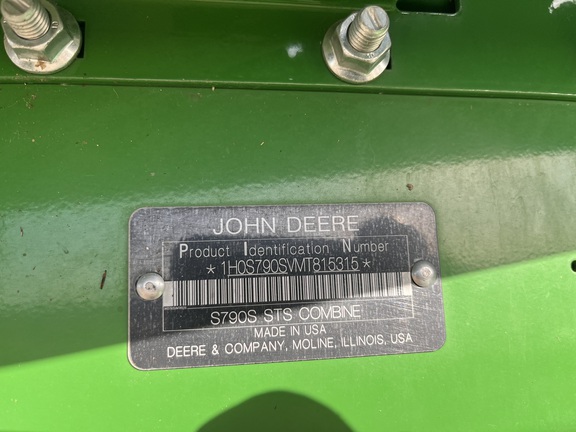 JOHN DEERE
Product Identification Number
*1H0S790SVMT815315*
S790S STS COMBINE
MADE IN USA
DEERE & COMPANY, MOLINE, ILLINOIS, USA